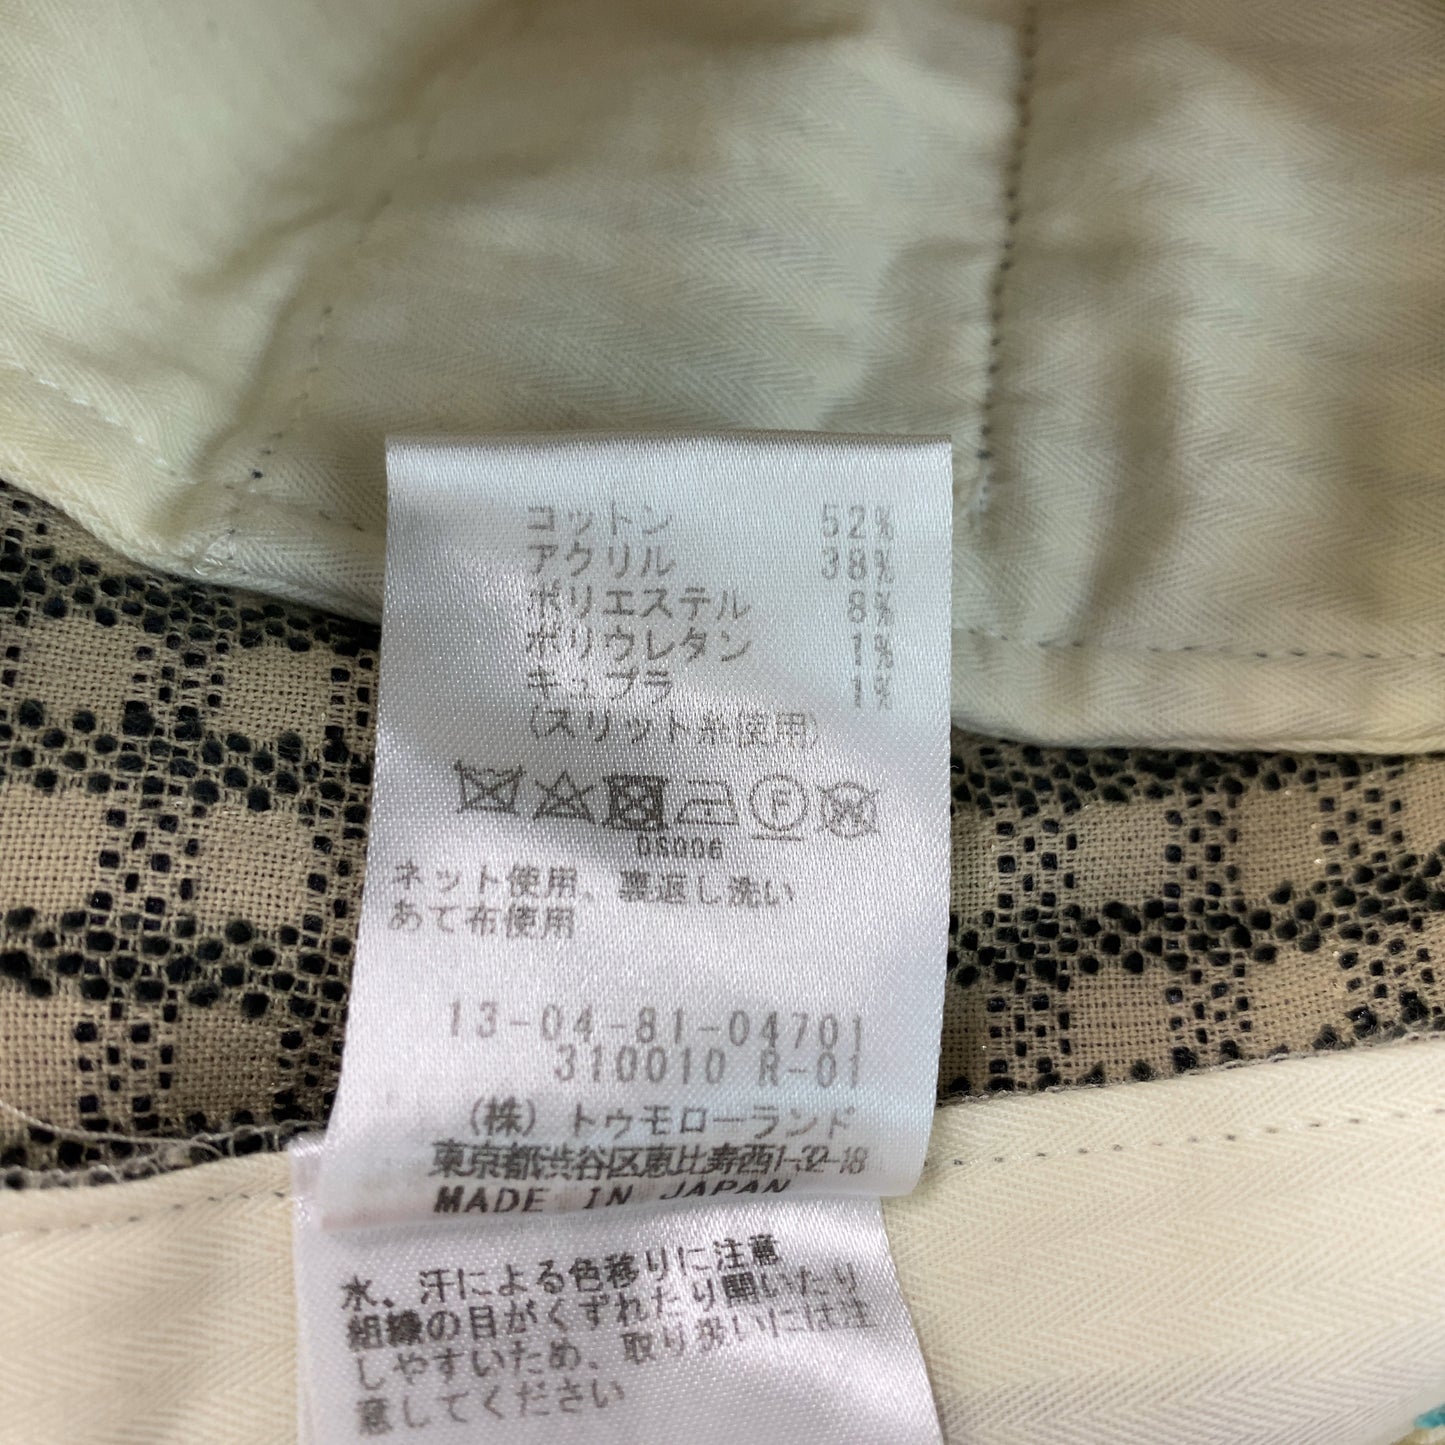 コットン 52%
アクリル 38%
ポリエステル 8%
ポリウレタン 1%
キュプラ 1%
(スリット糸使用)
F W
DS006
ネット使用、裏返し洗い
あて布使用
13-04-81-04701
310010 R-01
(株) トゥモローランド
東京都渋谷区恵比寿西1-32-18
MADE IN JAPAN
水、汗による色移りに注意
組織の目がくずれたり開いたり
しやすいため、取り扱いには注
意してください